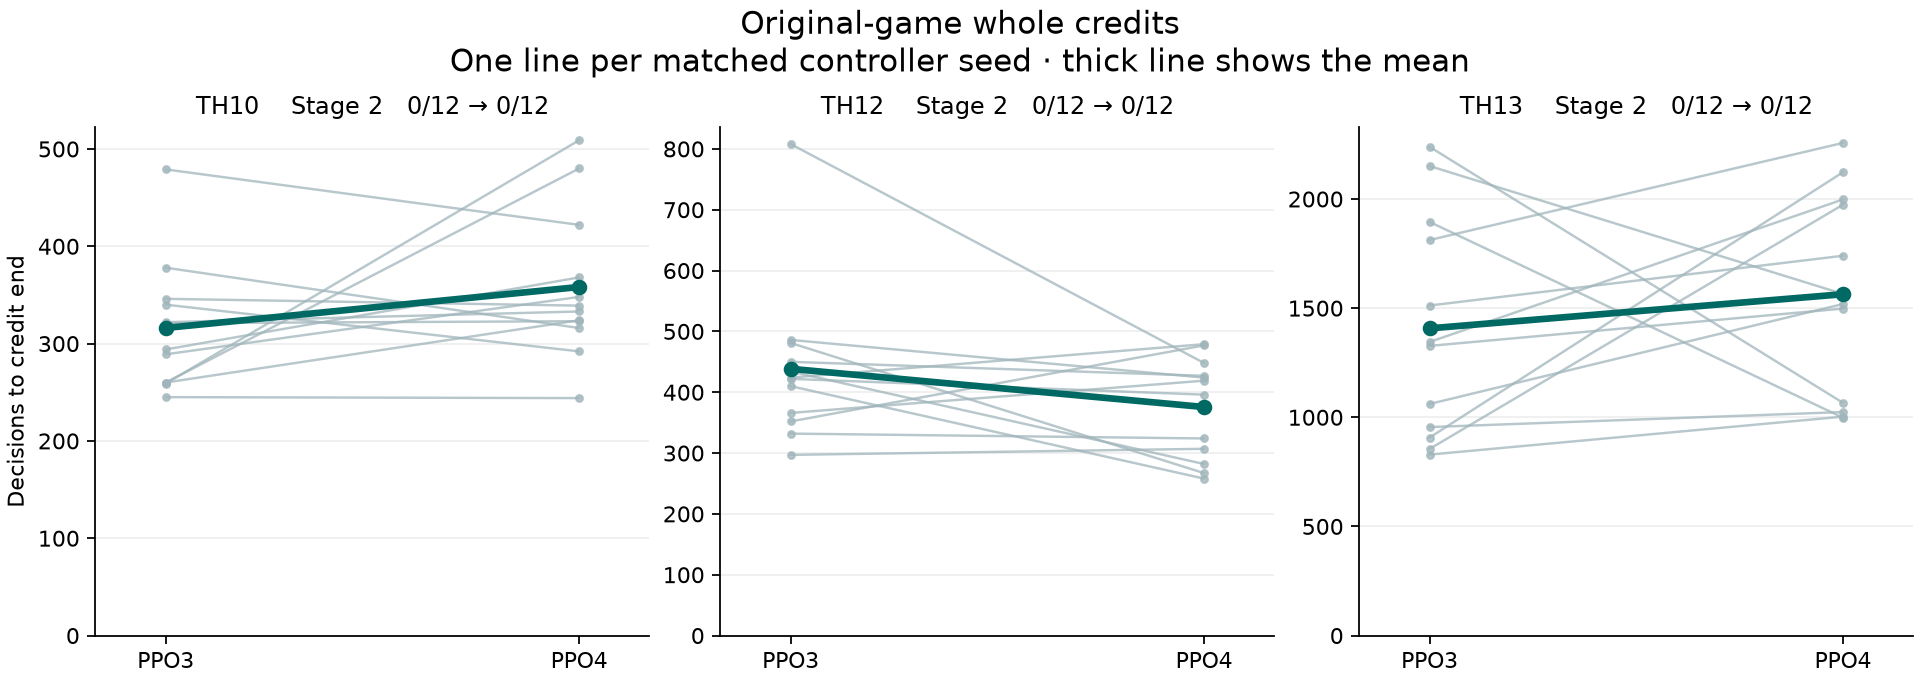 Original-game whole credits
One line per matched controller seed · thick line shows the mean
TH10 Stage 2 0/12 → 0/12
Decisions to credit end
500
400
300
200
100
0
PPO3 PPO4
TH12 Stage 2 0/12 → 0/12
800
700
600
500
400
300
200
100
0
PPO3 PPO4
TH13 Stage 2 0/12 → 0/12
2000
1500
1000
500
0
PPO3 PPO4